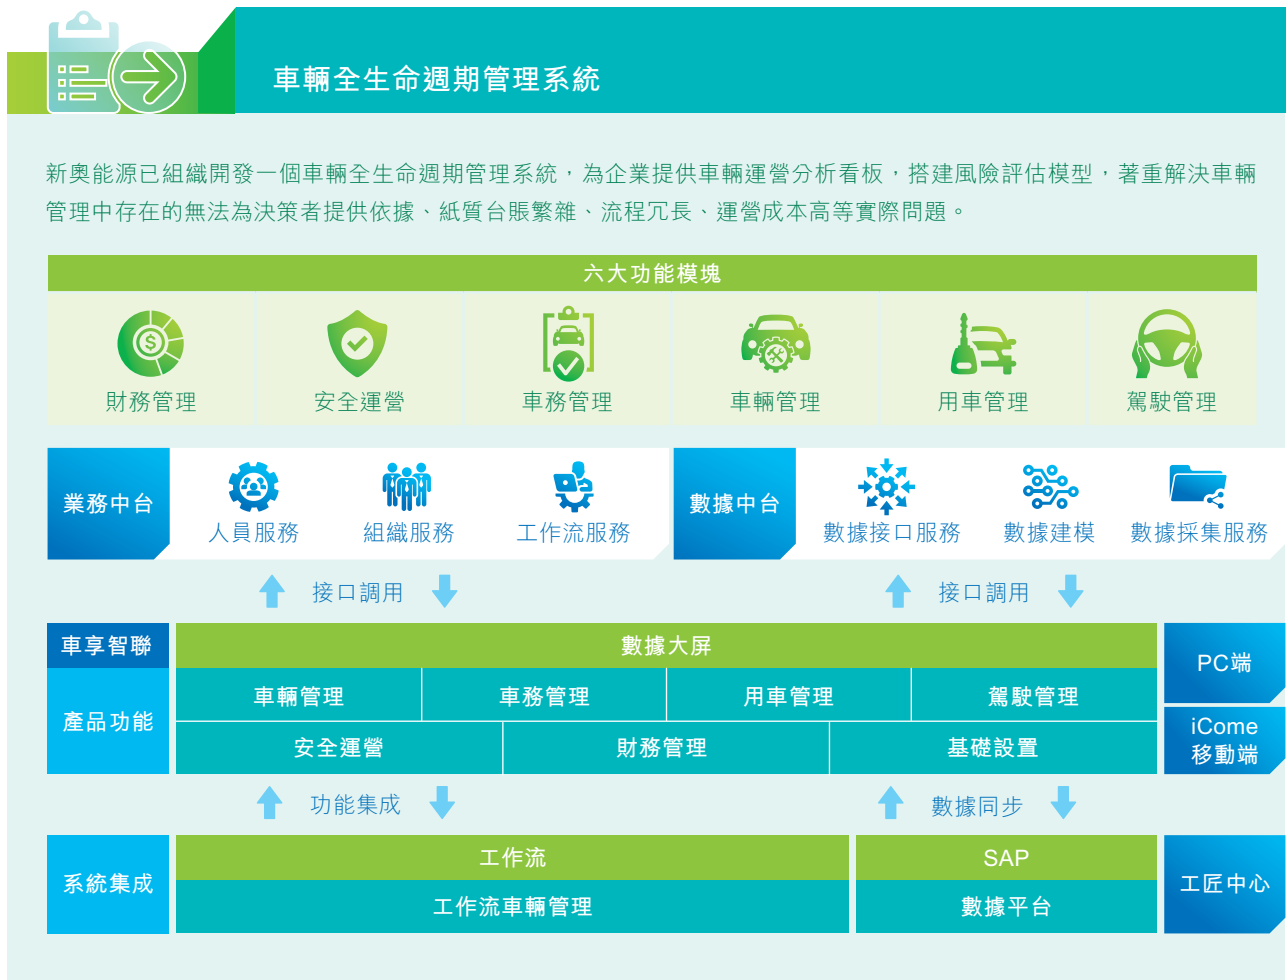 車輛全生命週期管理系統
新奧能源已組織開發一個車輛全生命週期管理系統，為企業提供車輛運營分析看板，搭建風險評估模型，著重解決車輛
管理中存在的無法為決策者提供依據、紙質台賬繁雜、流程冗長、運營成本高等實際問題。
六大功能模塊
財務管理
安全運營
車務管理
車輛管理
用車管理
駕駛管理
業務中台
人員服務
組織服務
工作流服務
數據中台
數據接口服務
數據建模
數據採集服務
接口調用
接口調用
車享智聯
數據大屏
PC端
產品功能
車輛管理
車務管理
用車管理
駕駛管理
安全運營
財務管理
基礎設置
iCome
移動端
功能集成
數據同步
系統集成
工作流
SAP
工作流車輛管理
數據平台
工匠中心